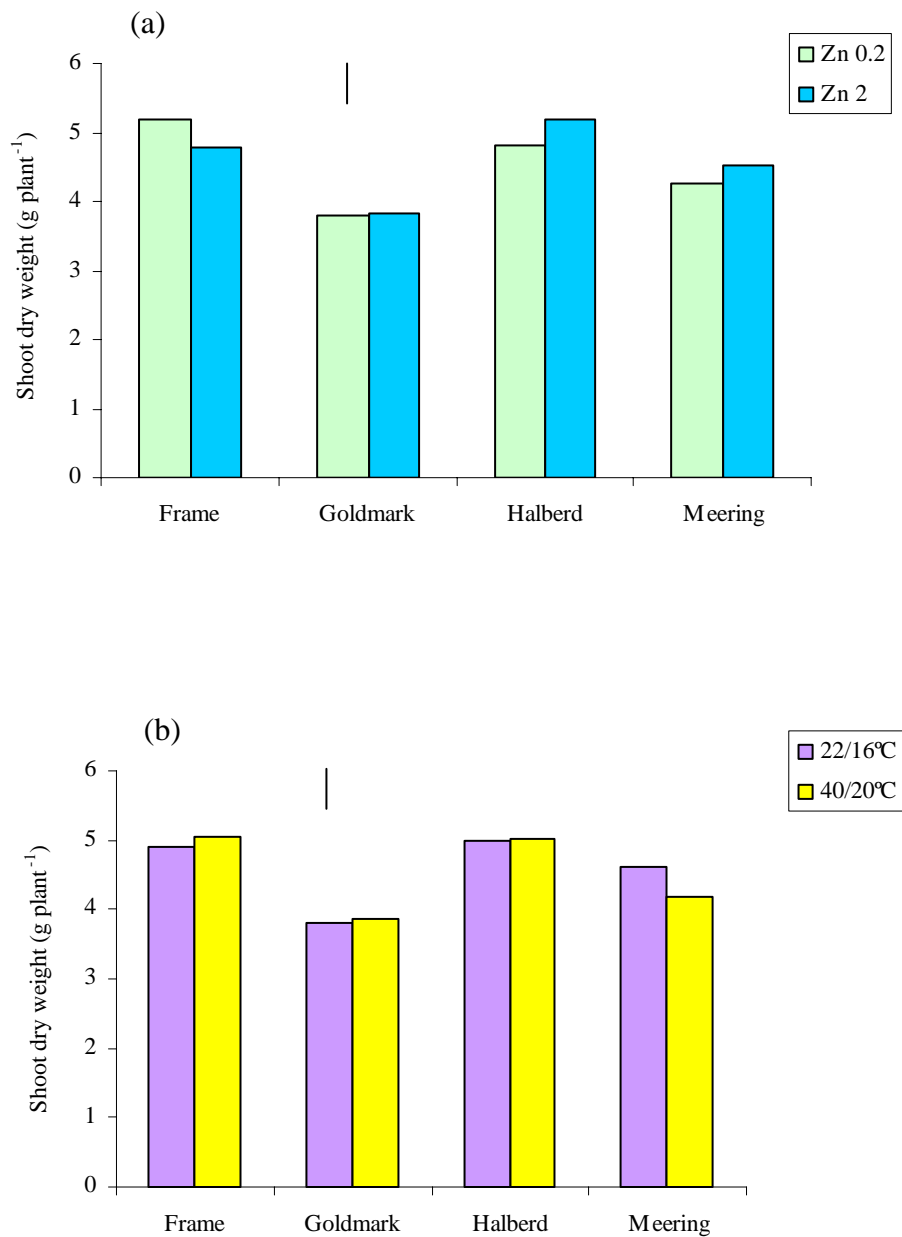 (a)
Zn 0.2
Zn 2
6
5
4
3
2
1
0
Shoot dry weight (g plant⁻¹)
Frame Goldmark Halberd Meering
(b)
22/16ºC
40/20ºC
6
5
4
3
2
1
0
Shoot dry weight (g plant⁻¹)
Frame Goldmark Halberd Meering